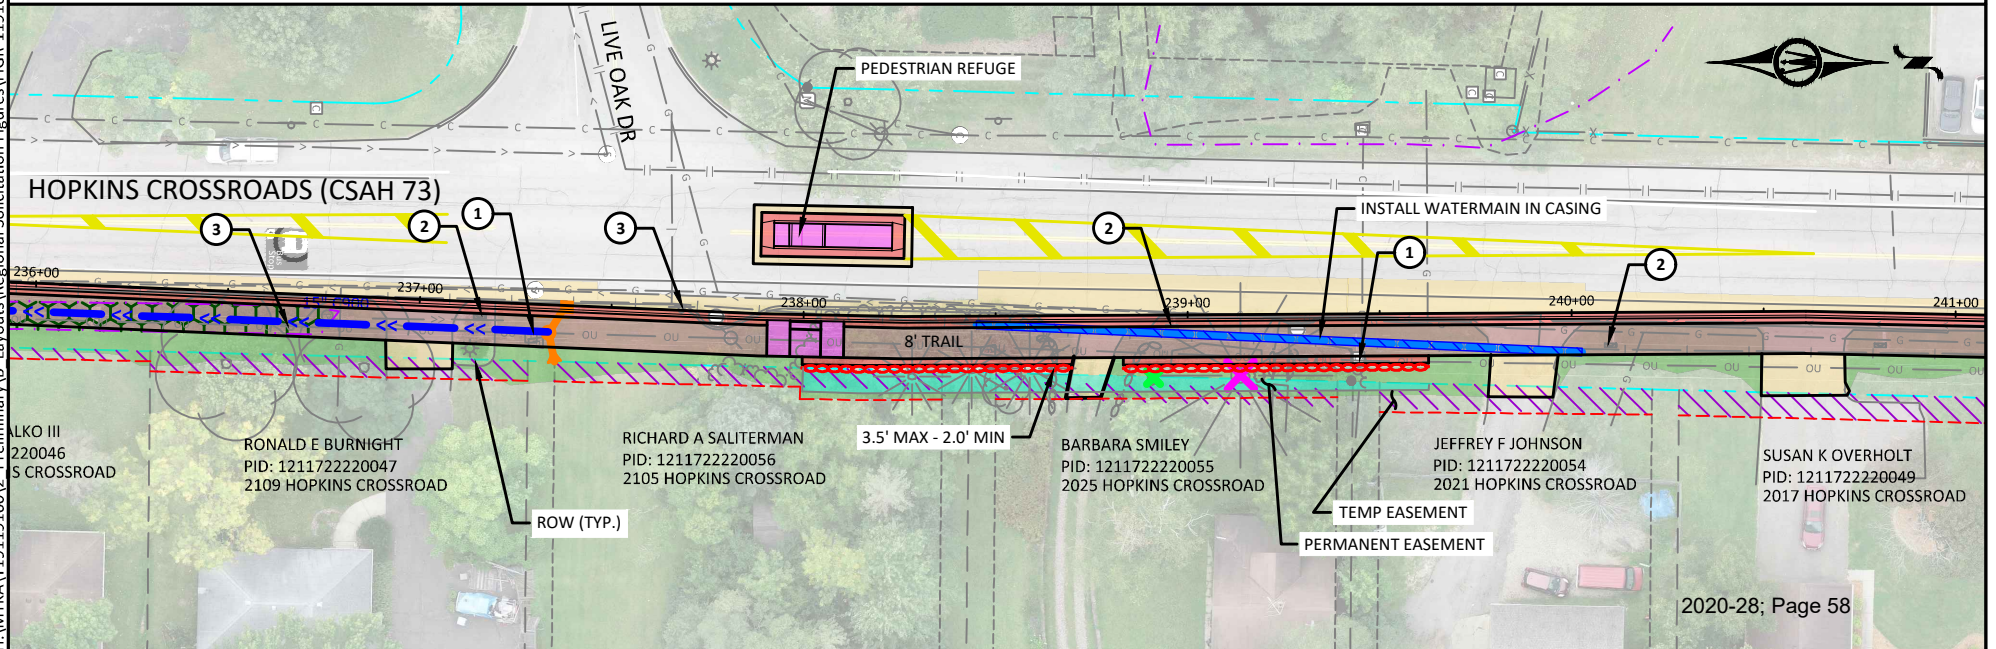 LIVE OAK DR
PEDESTRIAN REFUGE
HOPKINS CROSSROADS (CSAH 73)
INSTALL WATERMAIN IN CASING
3
2
1
3
2
1
2
236+00
237+00
238+00
239+00
240+00
241+00
8' TRAIL
3.5' MAX - 2.0' MIN
ALKO III
220046
S CROSSROAD
RONALD E BURNIGHT
PID: 1211722220047
2109 HOPKINS CROSSROAD
RICHARD A SALITERMAN
PID: 1211722220056
2105 HOPKINS CROSSROAD
BARBARA SMILEY
PID: 1211722220055
2025 HOPKINS CROSSROAD
JEFFREY F JOHNSON
PID: 1211722220054
2021 HOPKINS CROSSROAD
SUSAN K OVERHOLT
PID: 1211722220049
2017 HOPKINS CROSSROAD
ROW (TYP.)
TEMP EASEMENT
PERMANENT EASEMENT
2020-28; Page 58